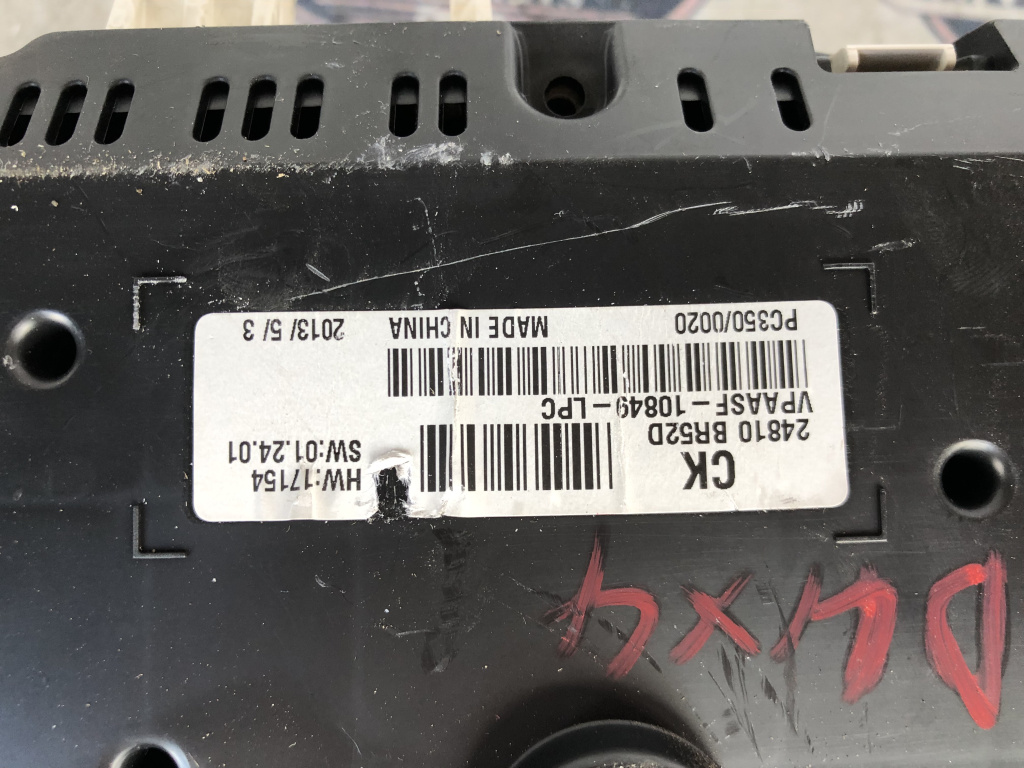 D4x4
CK HW:17154
24810 BR52D SW:01.24.01
VPAASF-10849-LPC
PC350/0020 MADE IN CHINA 2013/ 5/ 3